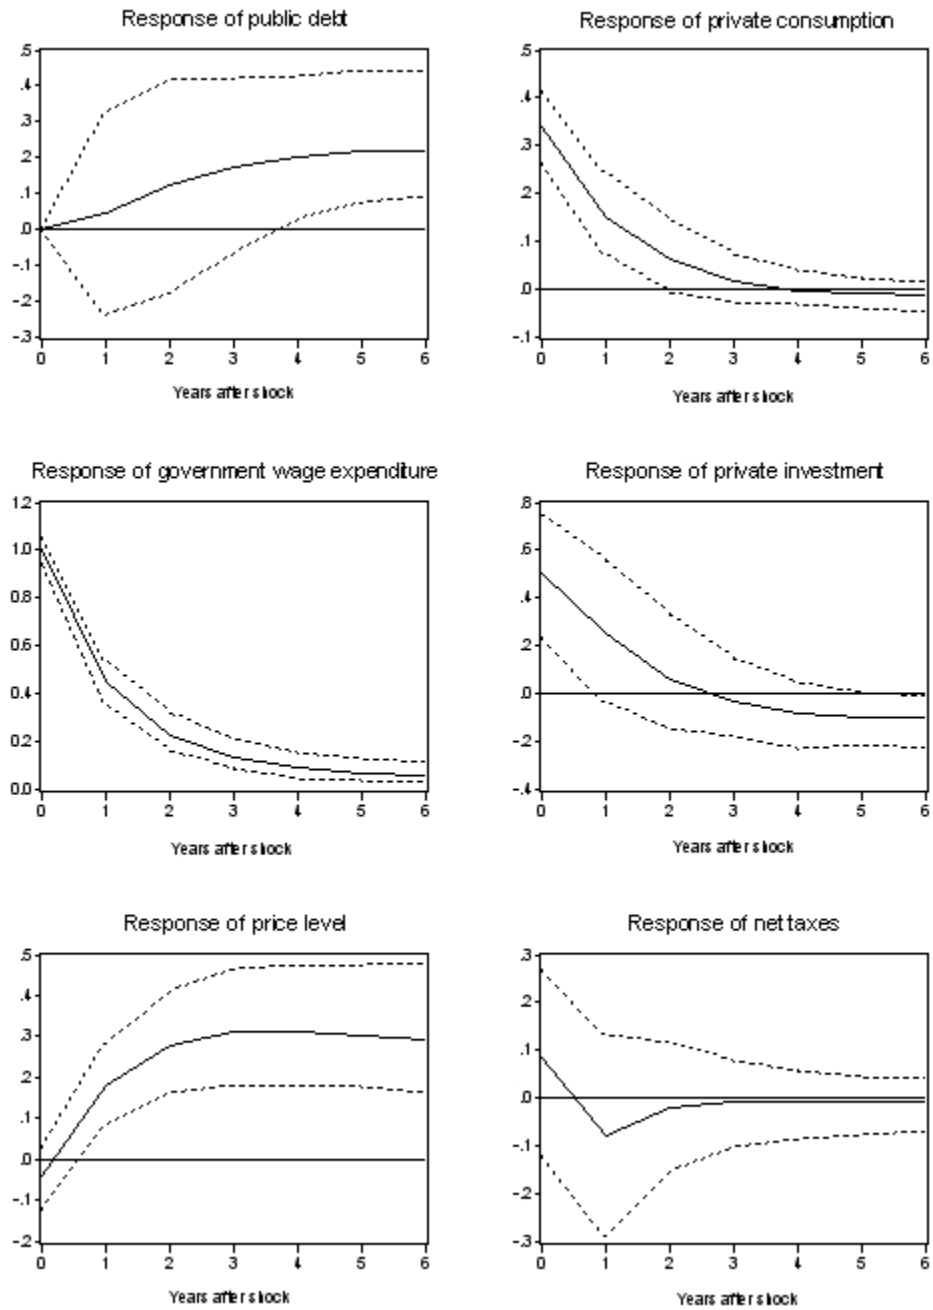 Response of public debt
.5
.4
.3
.2
.1
.0
-.1
-.2
-.3
0 1 2 3 4 5 6
Years after shock
Response of private consumption
.5
.4
.3
.2
.1
.0
-.1
0 1 2 3 4 5 6
Years after shock
Response of government wage expenditure
1.2
1.0
0.8
0.6
0.4
0.2
0.0
0 1 2 3 4 5 6
Years after shock
Response of private investment
.8
.6
.4
.2
.0
-.2
-.4
0 1 2 3 4 5 6
Years after shock
Response of price level
.5
.4
.3
.2
.1
.0
-.1
-.2
0 1 2 3 4 5 6
Years after shock
Response of net taxes
.3
.2
.1
.0
-.1
-.2
-.3
0 1 2 3 4 5 6
Years after shock